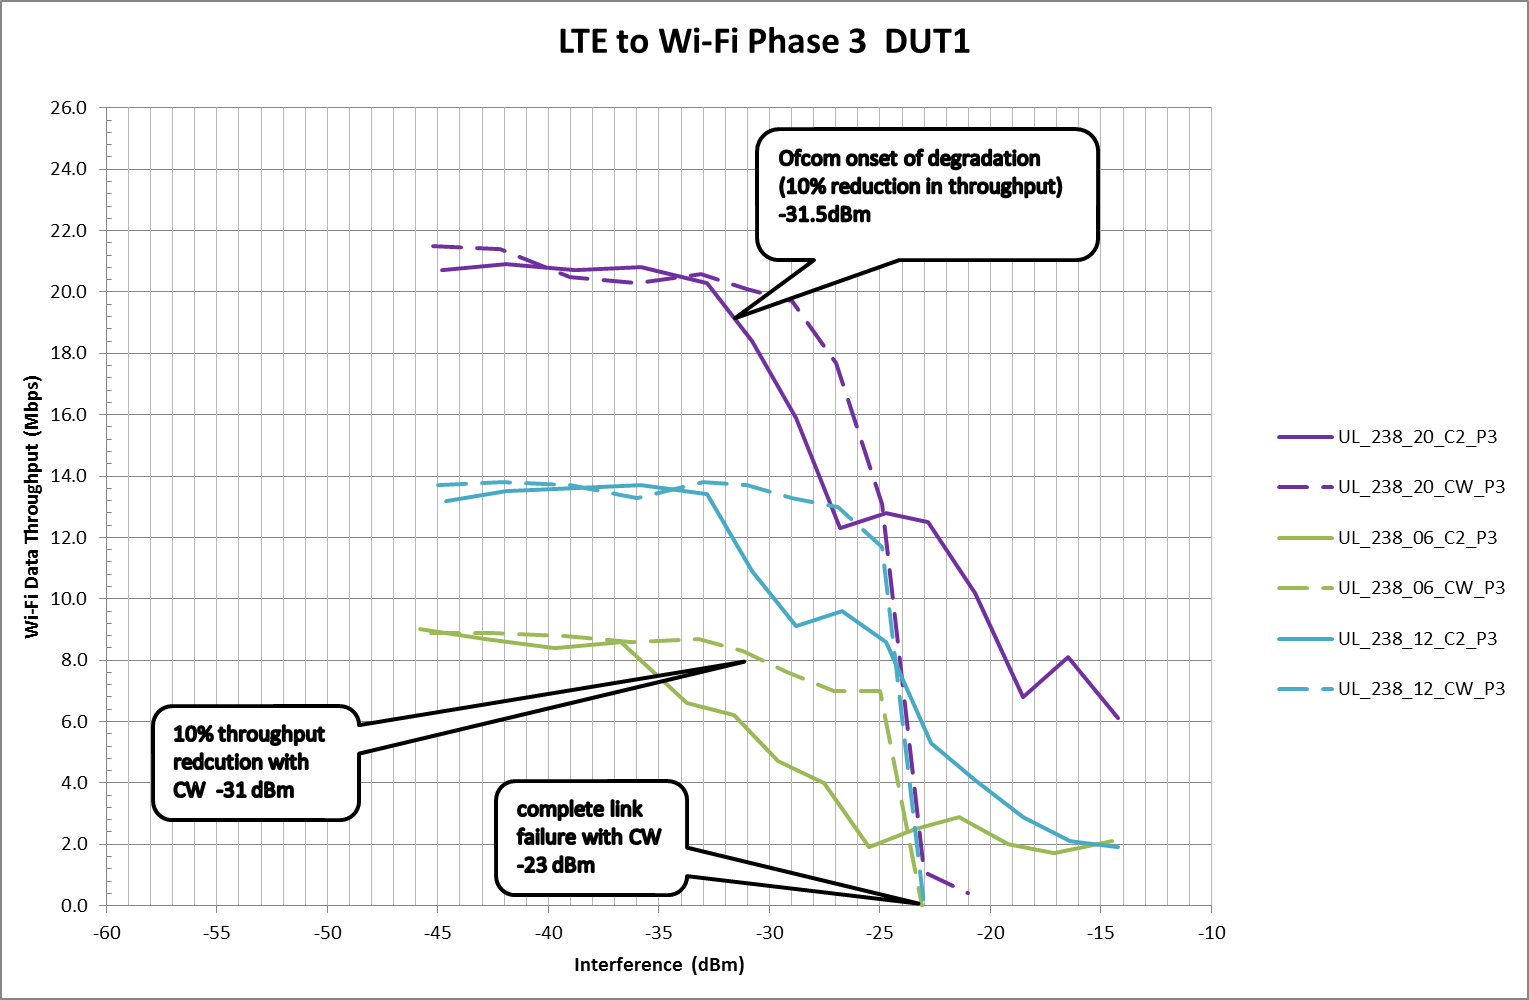 LTE to Wi-Fi Phase 3 DUT1
26.0
24.0
22.0
20.0
18.0
16.0
14.0
12.0
10.0
8.0
6.0
4.0
2.0
0.0
Wi-Fi Data Throughput (Mbps)
Ofcom onset of degradation
(10% reduction in throughput)
-31.5dBm
10% throughput
redcution with
CW -31 dBm
complete link
failure with CW
-23 dBm
UL_238_20_C2_P3
UL_238_20_CW_P3
UL_238_06_C2_P3
UL_238_06_CW_P3
UL_238_12_C2_P3
UL_238_12_CW_P3
-60 -55 -50 -45 -40 -35 -30 -25 -20 -15 -10
Interference (dBm)